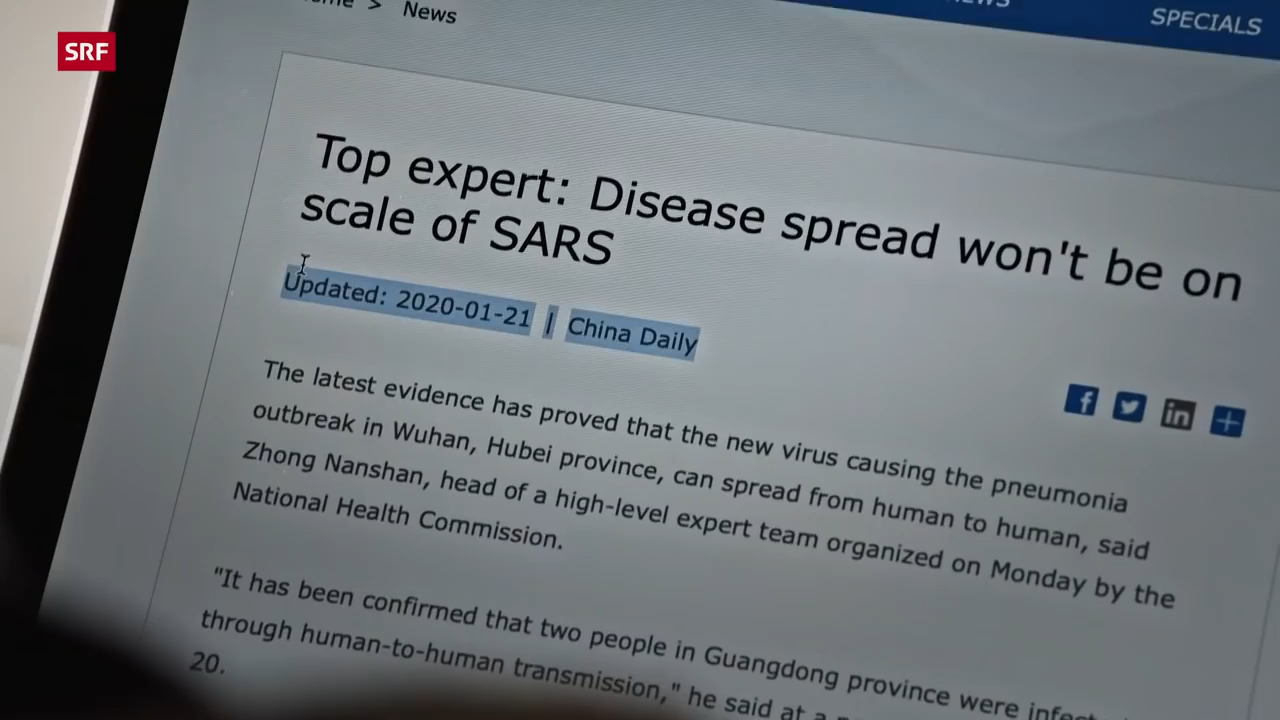 > News
SPECIALS
SRF
Top expert: Disease spread won't be on
scale of SARS
Updated: 2020-01-21 | China Daily
The latest evidence has proved that the new virus causing the pneumonia
outbreak in Wuhan, Hubei province, can spread from human to human, said
Zhong Nanshan, head of a high-level expert team organized on Monday by the
National Health Commission.
"It has been confirmed that two people in Guangdong province were
through human-to-human transmission," he said at a
20.